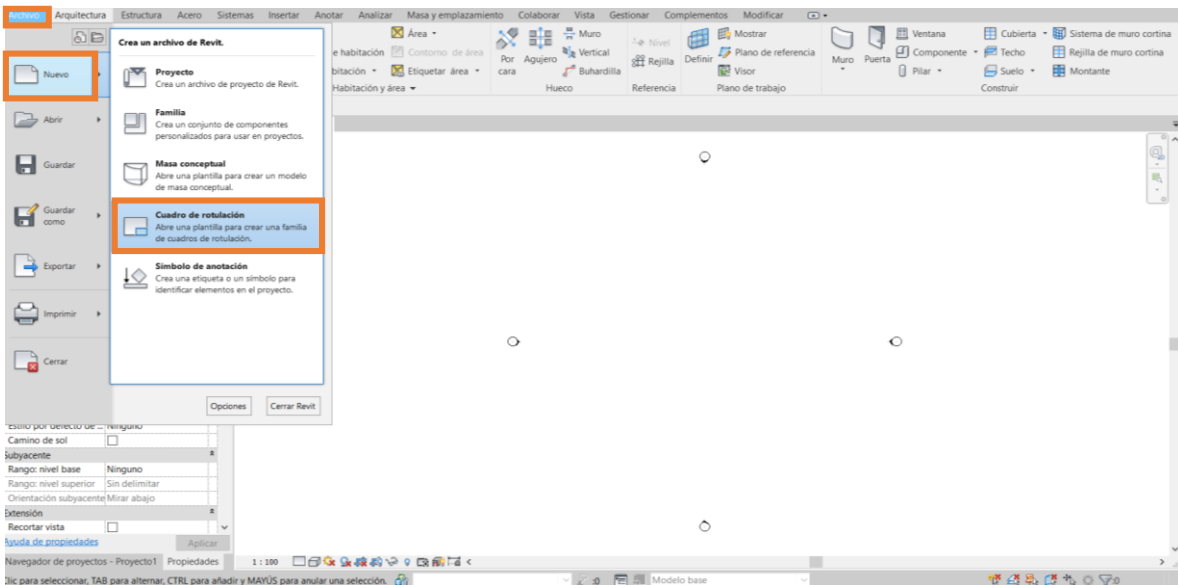 Archivo Arquitectura Estructura Acero Sistemas Insertar Anotar Analizar Masa y emplazamiento Colaborar Vista Gestionar Complementos Modificar
Crea un archivo de Revit.
Nuevo
Proyecto
Crea un archivo de proyecto de Revit.
Familia
Crea un conjunto de componentes
personalizados para usar en proyectos.
Masa conceptual
Abre una plantilla para crear un modelo
de masa conceptual.
Cuadro de rotulación
Abre una plantilla para crear una familia
de cuadros de rotulación.
Símbolo de anotación
Crea una etiqueta o un símbolo para
identificar elementos en el proyecto.
Abrir
Guardar
Guardar
como
Exportar
Imprimir
Cerrar
Opciones Cerrar Revit
Área
e habitación Contorno de área
bitación Etiquetar área
Habitación y área
Por
cara
Agujero
Muro
Vertical
Buhardilla
Hueco
Nivel
Rejilla
Referencia
Definir
Mostrar
Plano de referencia
Visor
Plano de trabajo
Muro
Puerta
Ventana
Componente
Pilar
Cubierta
Techo
Suelo
Sistema de muro cortina
Rejilla de muro cortina
Montante
Construir
Estilo por defecto de ... Ninguno
Camino de sol
Subyacente
Rango: nivel base Ninguno
Rango: nivel superior Sin delimitar
Orientación subyacente Mirar abajo
Extensión
Recortar vista
Ayuda de propiedades Aplicar
Navegador de proyectos - Proyecto1 Propiedades 1 : 100
Clic para seleccionar, TAB para alternar, CTRL para añadir y MAYÚS para anular una selección. :0 Modelo base :0